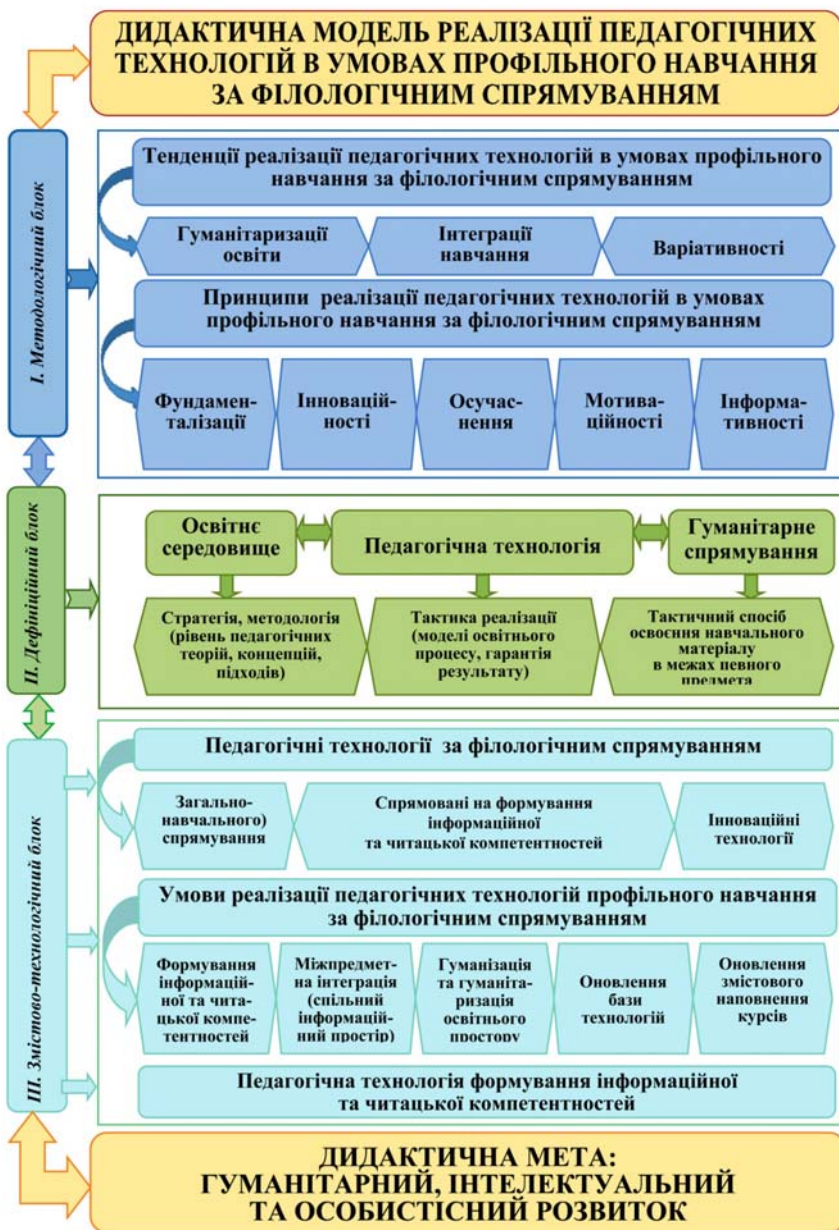 ДИДАКТИЧНА МОДЕЛЬ РЕАЛІЗАЦІЇ ПЕДАГОГІЧНИХ
ТЕХНОЛОГІЙ В УМОВАХ ПРОФІЛЬНОГО НАВЧАННЯ
ЗА ФІЛОЛОГІЧНИМ СПРЯМУВАННЯМ
І. Методологічний блок
Тенденції реалізації педагогічних технологій в умовах профільного
навчання за філологічним спрямуванням
Гуманітаризації
освіти
Інтеграції
навчання
Варіативності
Принципи реалізації педагогічних технологій в умовах
профільного навчання за філологічним спрямуванням
Фундамен-
талізації
Інновацій-
ності
Осучас-
нення
Мотива-
ційності
Інформа-
тивності
ІІ. Дефініційний блок
Освітнє
середовище
Педагогічна технологія
Гуманітарне
спрямування
Стратегія, методологія
(рівень педагогічних
теорій, концепцій,
підходів)
Тактика реалізації
(моделі освітнього
процесу, гарантія
результату)
Тактичний спосіб
освоєння навчального
матеріалу
в межах певного
предмета
ІІІ. Змістово-технологічний блок
Педагогічні технології за філологічним спрямуванням
Загально-
навчального)
спрямування
Спрямовані на формування
інформаційної
та читацької компетентностей
Інноваційні
технології
Умови реалізації педагогічних технологій профільного навчання
за філологічним спрямуванням
Формування
інформацій-
ної та чита-
цької компе-
тентностей
Міжпредмет-
на інтеграція
(спільний
інформацій-
ний простір)
Гуманізація
та гуманіта-
ризація
освітнього
простору
Оновлення
бази
технологій
Оновлення
змістового
наповнення
курсів
Педагогічна технологія формування інформаційної
та читацької компетентностей
ДИДАКТИЧНА МЕТА:
ГУМАНІТАРНИЙ, ІНТЕЛЕКТУАЛЬНИЙ
ТА ОСОБИСТІСНИЙ РОЗВИТОК